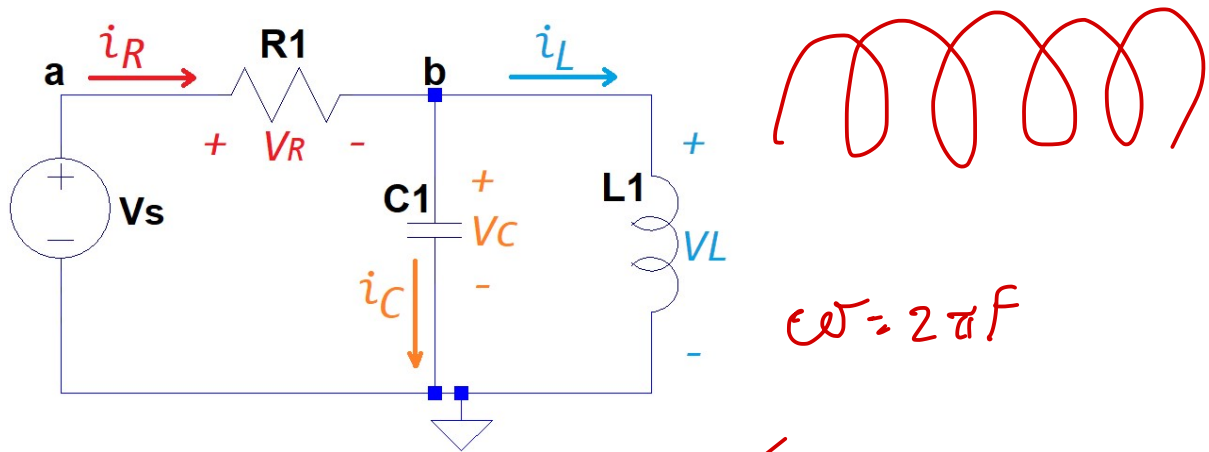 iR
R1
iL
a
b
+ VR -
+
Vs
C1
+
VC
-
L1
VL
iC
-
ω = 2πf